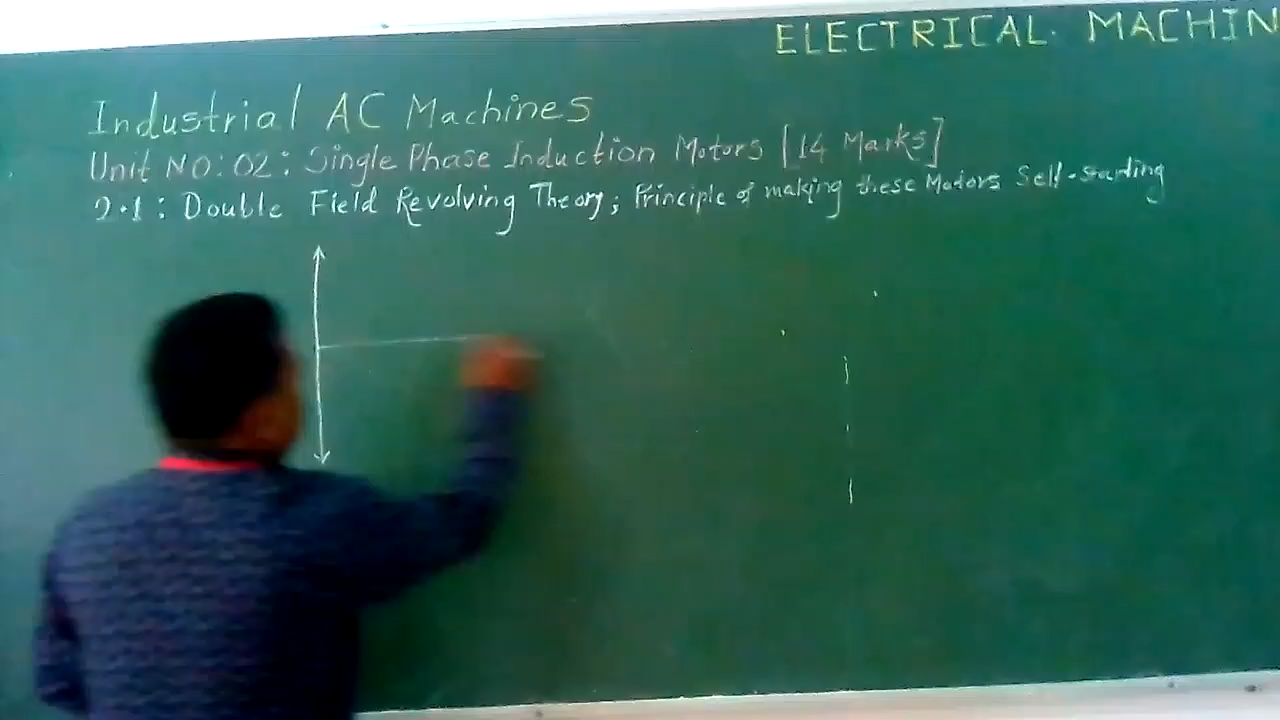 ELECTRICAL. MACHIN
Industrial AC Machines
Unit NO: 02: Single Phase Induction Motors [14 Marks]
2.1: Double Field Revolving Theory; Principle of making these Motors Self-starting